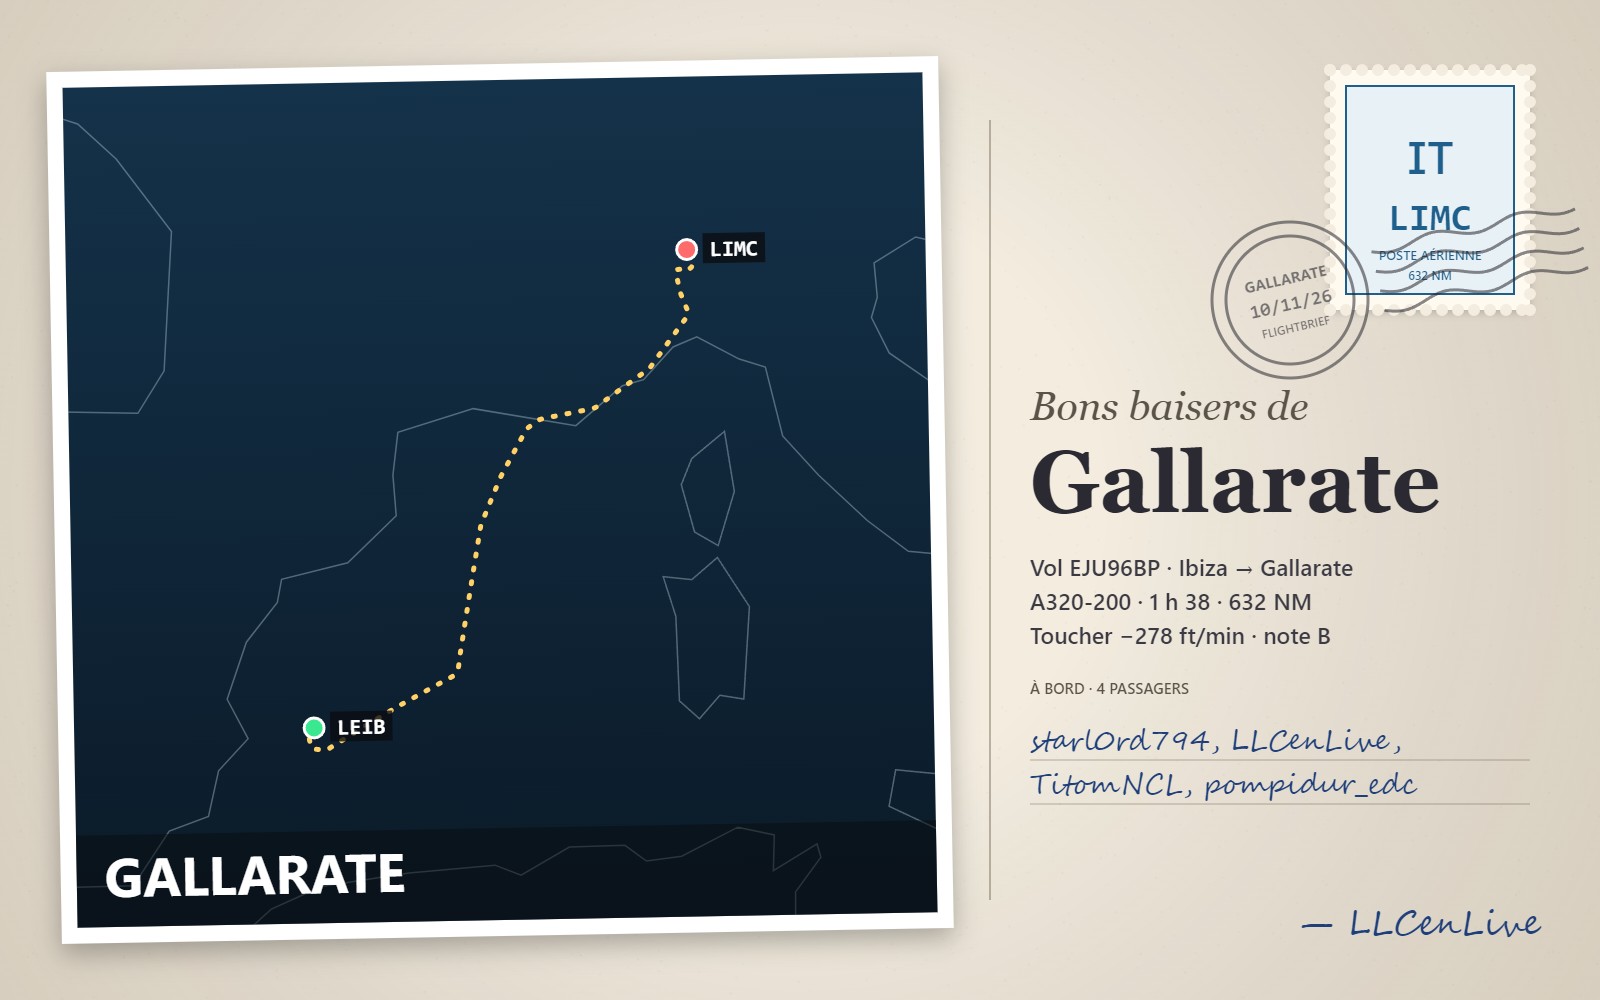 LIMC
LEIB
GALLARATE
IT
LIMC
POSTE AÉRIENNE
632 NM
GALLARATE
10/11/26
FLIGHTBRIEF
Bons baisers de
Gallarate
Vol EJU96BP · Ibiza → Gallarate
A320-200 · 1 h 38 · 632 NM
Toucher −278 ft/min · note B
À BORD · 4 PASSAGERS
starl0rd794, LLCenLive,
TitomNCL, pompidur_edc
— LLCenLive